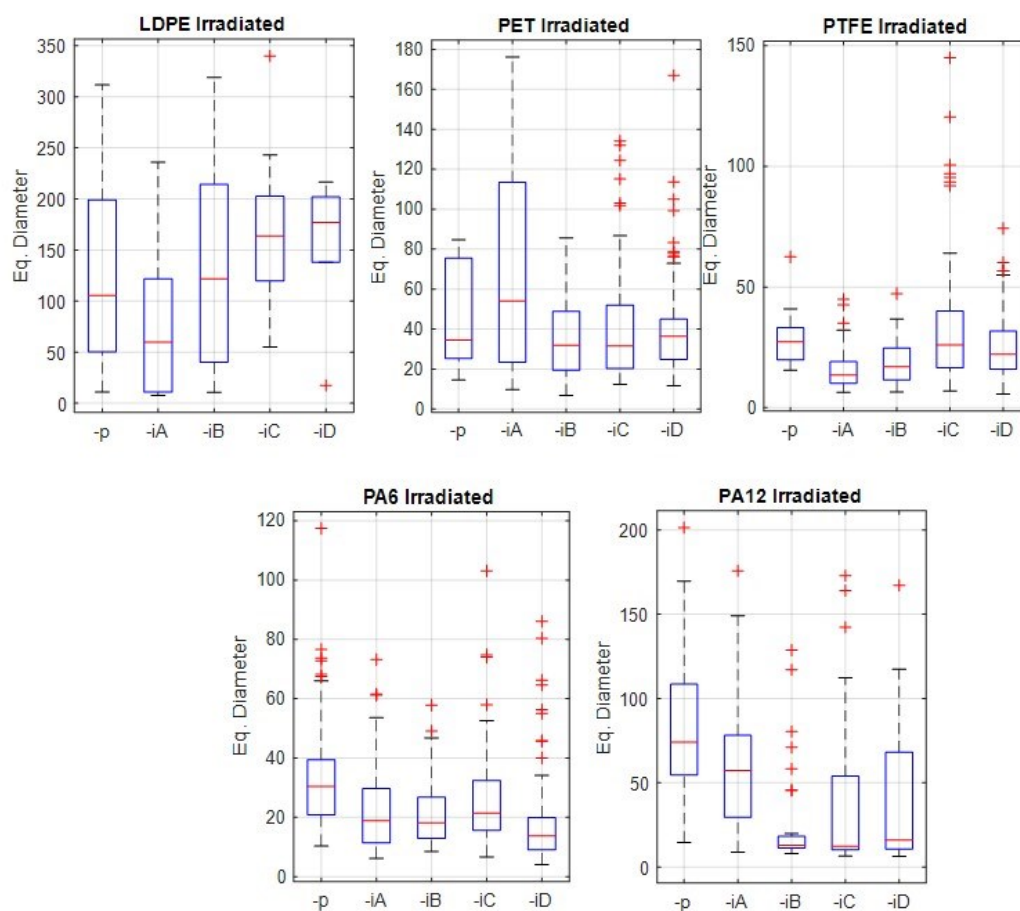 LDPE Irradiated
Eq. Diameter
350
300
250
200
150
100
50
0
-p -iA -iB -iC -iD
PET Irradiated
Eq. Diameter
180
160
140
120
100
80
60
40
20
0
-p -iA -iB -iC -iD
PTFE Irradiated
Eq. Diameter
150
100
50
0
-p -iA -iB -iC -iD
PA6 Irradiated
Eq. Diameter
120
100
80
60
40
20
0
-p -iA -iB -iC -iD
PA12 Irradiated
Eq. Diameter
200
150
100
50
0
-p -iA -iB -iC -iD